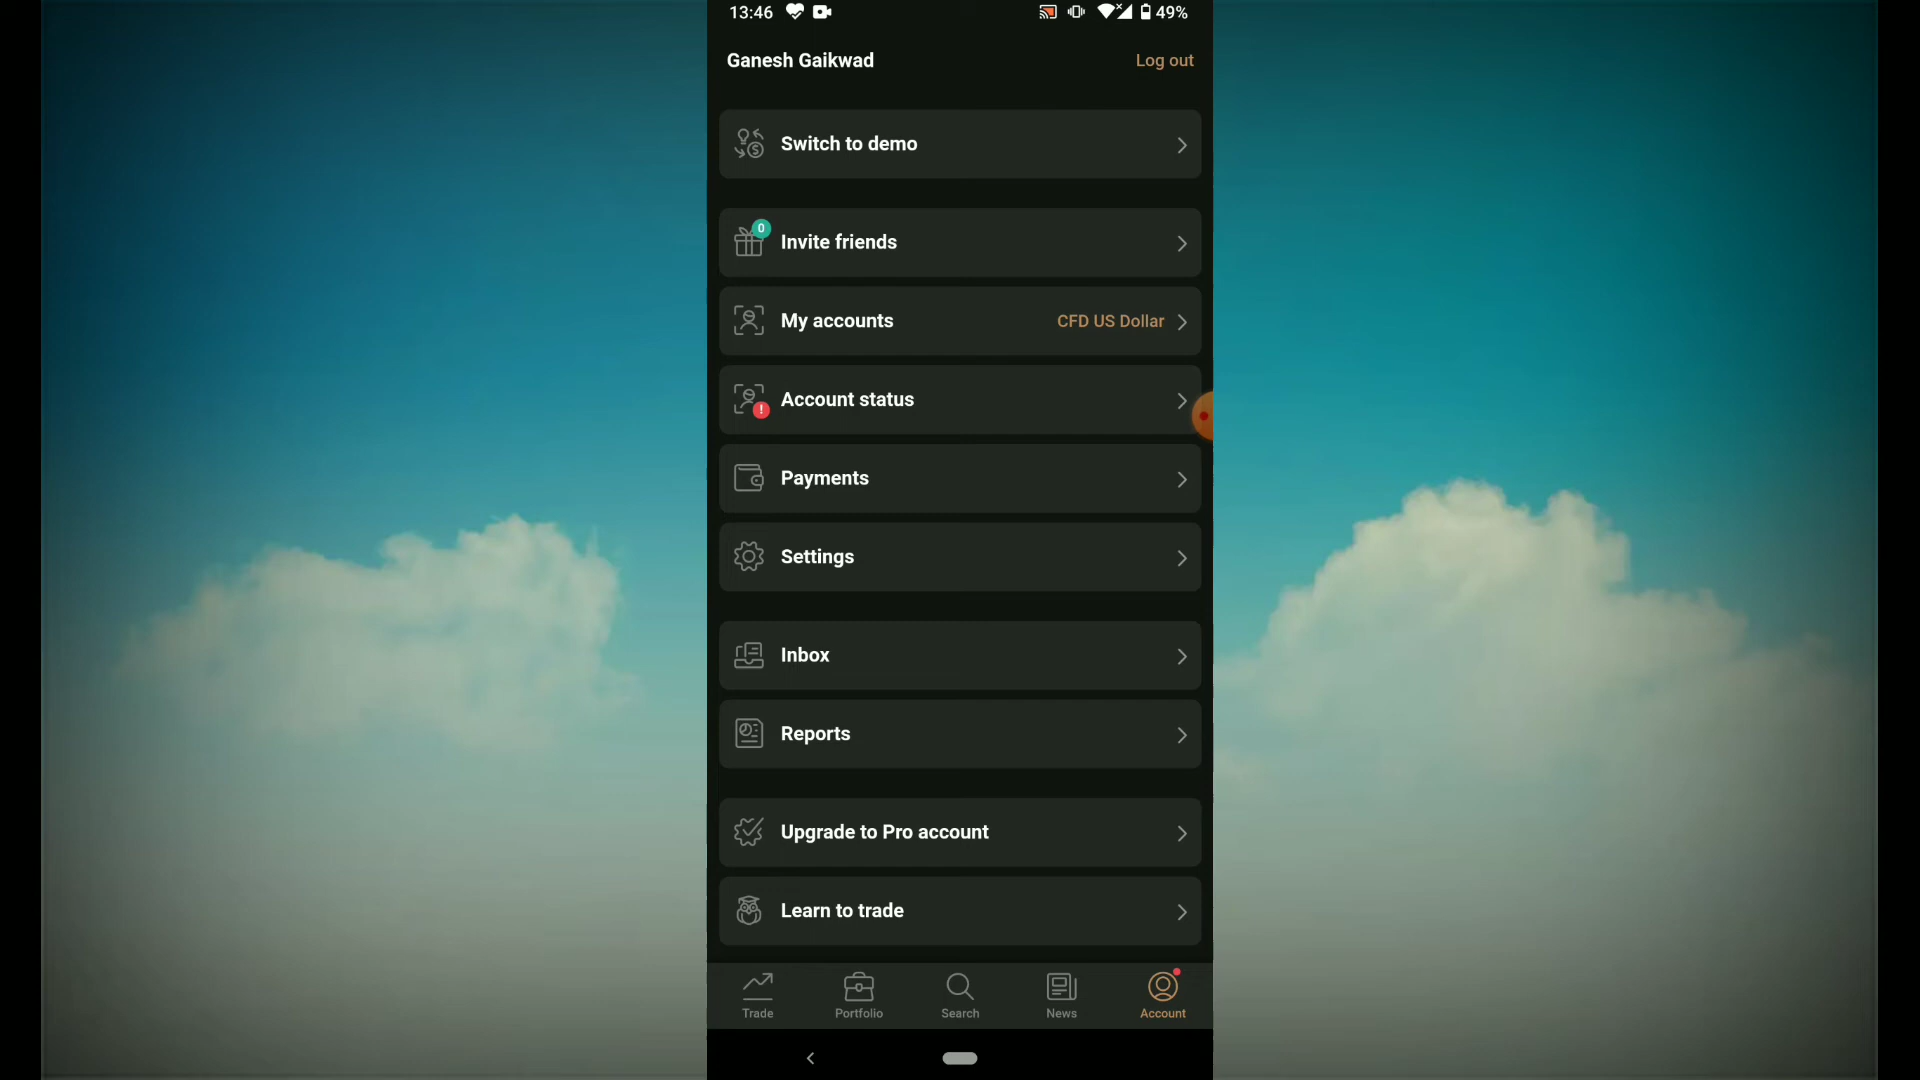 13:46 49%
Ganesh Gaikwad Log out
Switch to demo
0
Invite friends
My accounts CFD US Dollar
!
Account status
Payments
Settings
Inbox
Reports
Upgrade to Pro account
Learn to trade
Trade Portfolio Search News Account